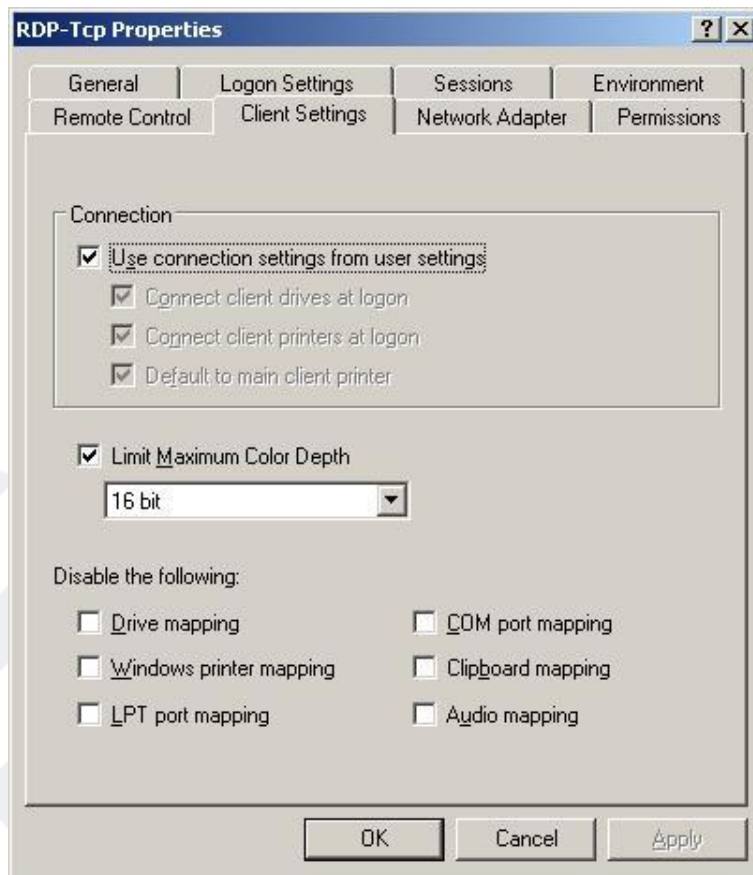 RDP-Tcp Properties
General Logon Settings Sessions Environment
Remote Control Client Settings Network Adapter Permissions
Connection
Use connection settings from user settings
Connect client drives at logon
Connect client printers at logon
Default to main client printer
Limit Maximum Color Depth
16 bit
Disable the following:
Drive mapping COM port mapping
Windows printer mapping Clipboard mapping
LPT port mapping Audio mapping
OK Cancel Apply